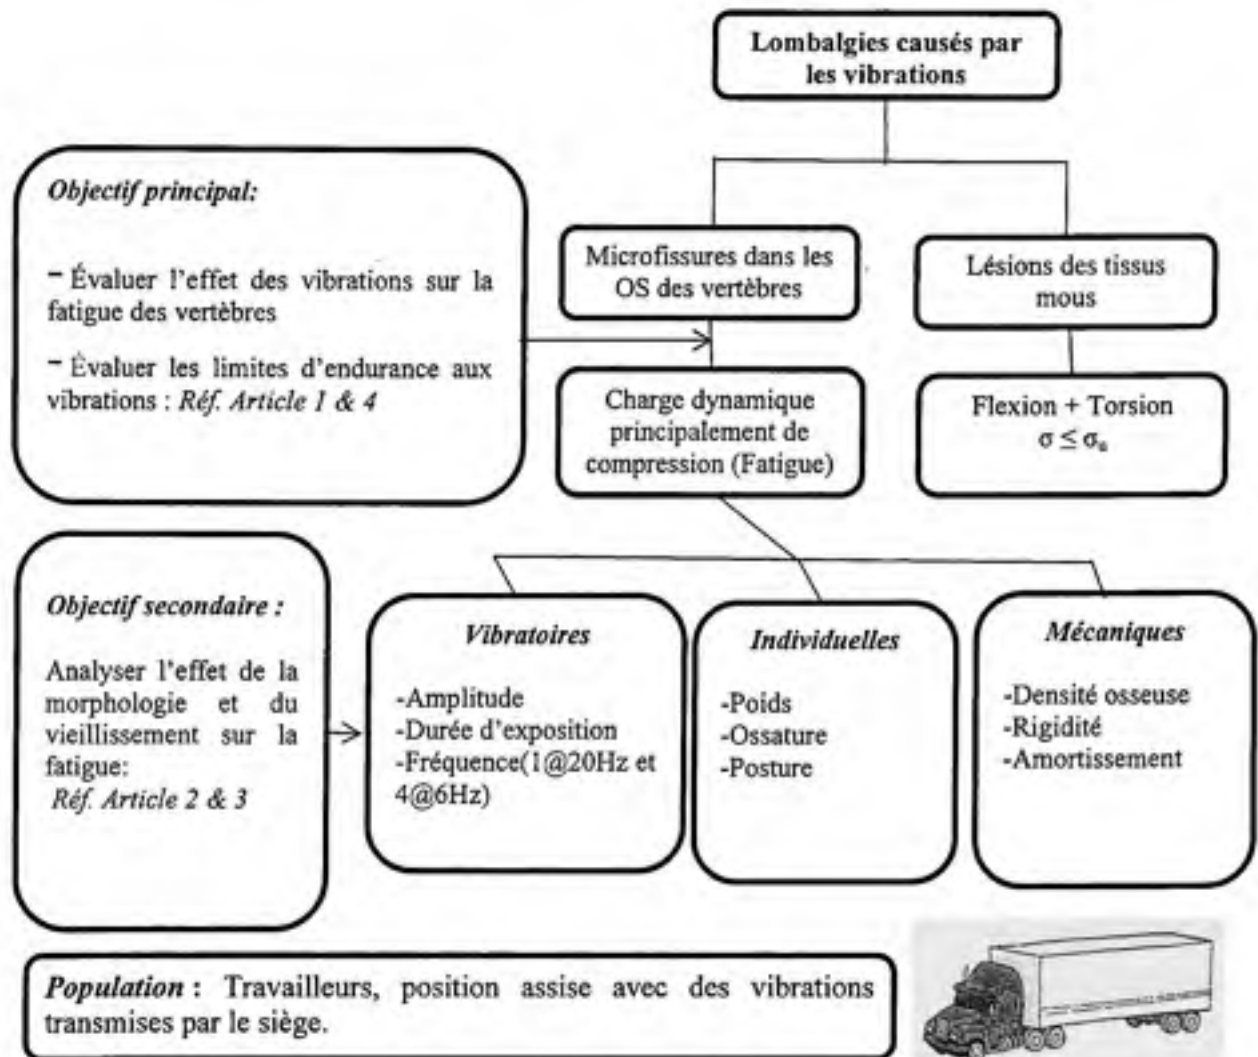 Lombalgies causés par
les vibrations
Objectif principal:
- Évaluer l'effet des vibrations sur la
fatigue des vertèbres
- Évaluer les limites d'endurance aux
vibrations : Réf. Article 1 & 4
Microfissures dans les
OS des vertèbres
Lésions des tissus
mous
Charge dynamique
principalement de
compression (Fatigue)
Flexion + Torsion
σ ≤ σu
Objectif secondaire :
Analyser l'effet de la
morphologie et du
vieillissement sur la
fatigue:
Réf. Article 2 & 3
Vibratoires
-Amplitude
-Durée d'exposition
-Fréquence(1@20Hz et
4@6Hz)
Individuelles
-Poids
-Ossature
-Posture
Mécaniques
-Densité osseuse
-Rigidité
-Amortissement
Population : Travailleurs, position assise avec des vibrations
transmises par le siège.